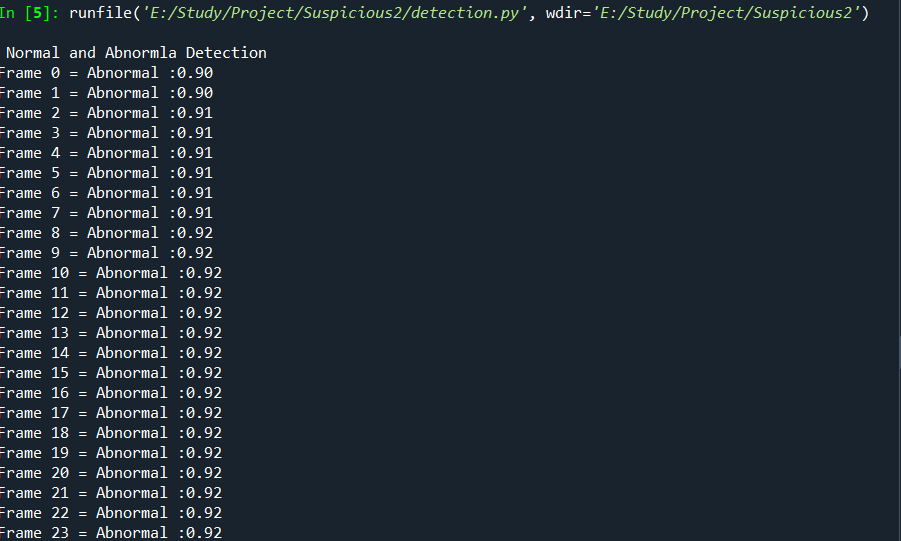 In [5]: runfile('E:/Study/Project/Suspicious2/detection.py', wdir='E:/Study/Project/Suspicious2')
Normal and Abnormla Detection
Frame 0 = Abnormal :0.90
Frame 1 = Abnormal :0.90
Frame 2 = Abnormal :0.91
Frame 3 = Abnormal :0.91
Frame 4 = Abnormal :0.91
Frame 5 = Abnormal :0.91
Frame 6 = Abnormal :0.91
Frame 7 = Abnormal :0.91
Frame 8 = Abnormal :0.92
Frame 9 = Abnormal :0.92
Frame 10 = Abnormal :0.92
Frame 11 = Abnormal :0.92
Frame 12 = Abnormal :0.92
Frame 13 = Abnormal :0.92
Frame 14 = Abnormal :0.92
Frame 15 = Abnormal :0.92
Frame 16 = Abnormal :0.92
Frame 17 = Abnormal :0.92
Frame 18 = Abnormal :0.92
Frame 19 = Abnormal :0.92
Frame 20 = Abnormal :0.92
Frame 21 = Abnormal :0.92
Frame 22 = Abnormal :0.92
Frame 23 = Abnormal :0.92